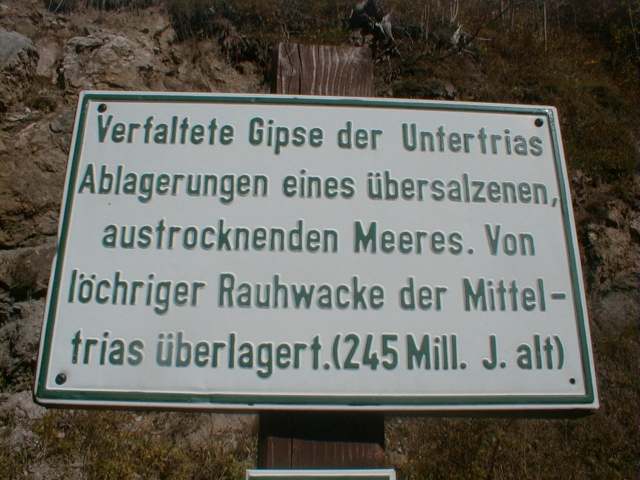 Verfaltete Gipse der Untertrias
Ablagerungen eines übersalzenen,
austrocknenden Meeres. Von
löchriger Rauhwacke der Mittel-
trias überlagert.(245 Mill. J. alt)